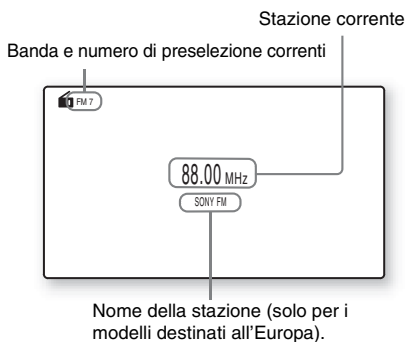 Stazione corrente
Banda e numero di preselezione correnti
FM 7
88.00 MHz
SONY FM
Nome della stazione (solo per i
modelli destinati all'Europa).